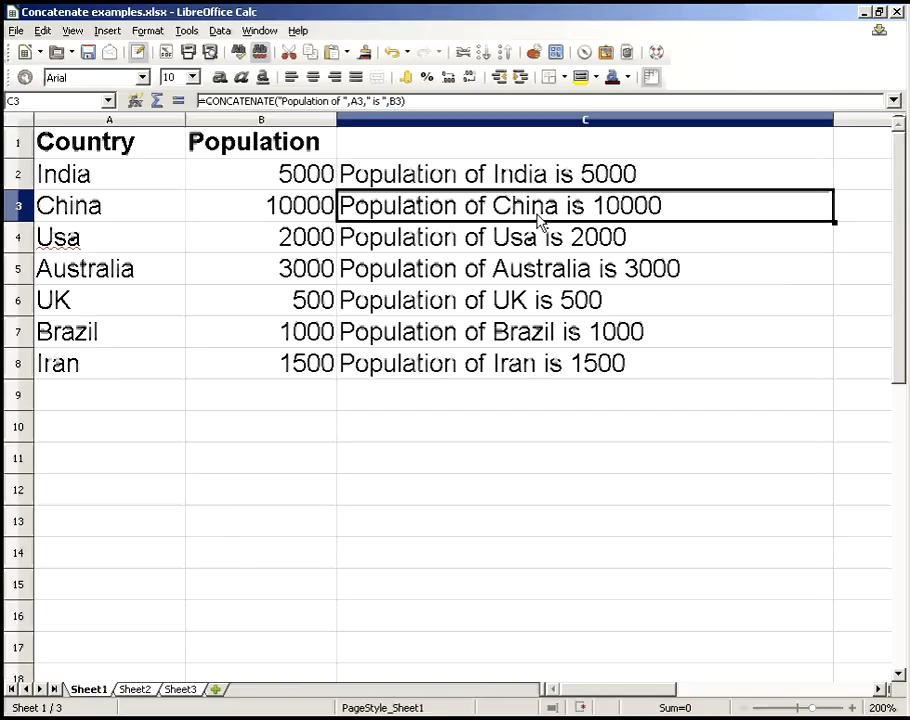 Concatenate examples.xlsx - LibreOffice Calc
File Edit View Insert Format Tools Data Window Help
Arial 10
C3 =CONCATENATE("Population of ",A3," is ",B3)
A B C
1 Country Population
2 India 5000 Population of India is 5000
3 China 10000 Population of China is 10000
4 Usa 2000 Population of Usa is 2000
5 Australia 3000 Population of Australia is 3000
6 UK 500 Population of UK is 500
7 Brazil 1000 Population of Brazil is 1000
8 Iran 1500 Population of Iran is 1500
9
10
11
12
13
14
15
16
17
18
Sheet1 Sheet2 Sheet3
Sheet 1 / 3 PageStyle_Sheet1 Sum=0 200%